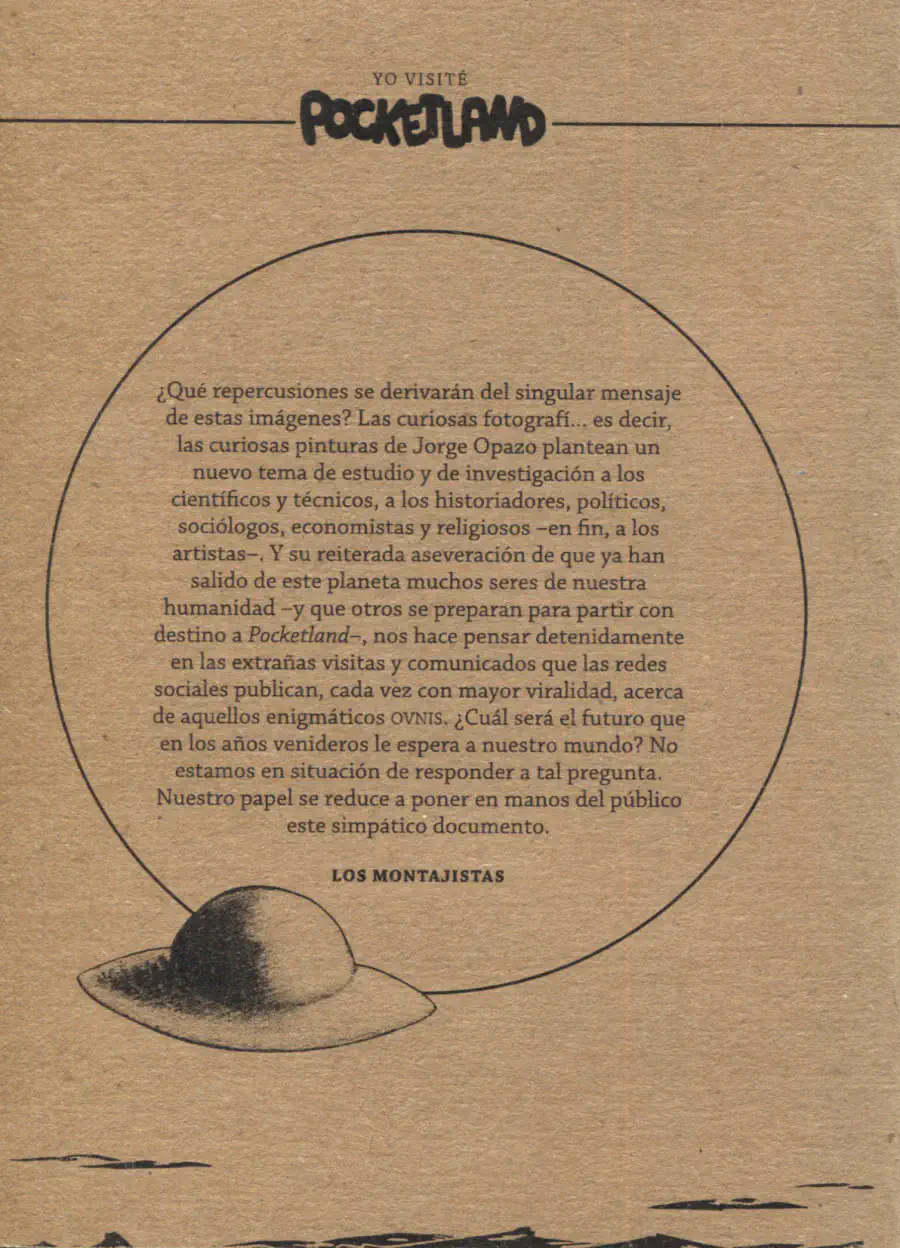 YO VISITÉ
POCKETLAND
¿Qué repercusiones se derivarán del singular mensaje
de estas imágenes? Las curiosas fotografí... es decir,
las curiosas pinturas de Jorge Opazo plantean un
nuevo tema de estudio y de investigación a los
científicos y técnicos, a los historiadores, políticos,
sociólogos, economistas y religiosos –en fin, a los
artistas–. Y su reiterada aseveración de que ya han
salido de este planeta muchos seres de nuestra
humanidad –y que otros se preparan para partir con
destino a Pocketland–, nos hace pensar detenidamente
en las extrañas visitas y comunicados que las redes
sociales publican, cada vez con mayor viralidad, acerca
de aquellos enigmáticos OVNIS. ¿Cuál será el futuro que
en los años venideros le espera a nuestro mundo? No
estamos en situación de responder a tal pregunta.
Nuestro papel se reduce a poner en manos del público
este simpático documento.
LOS MONTAJISTAS